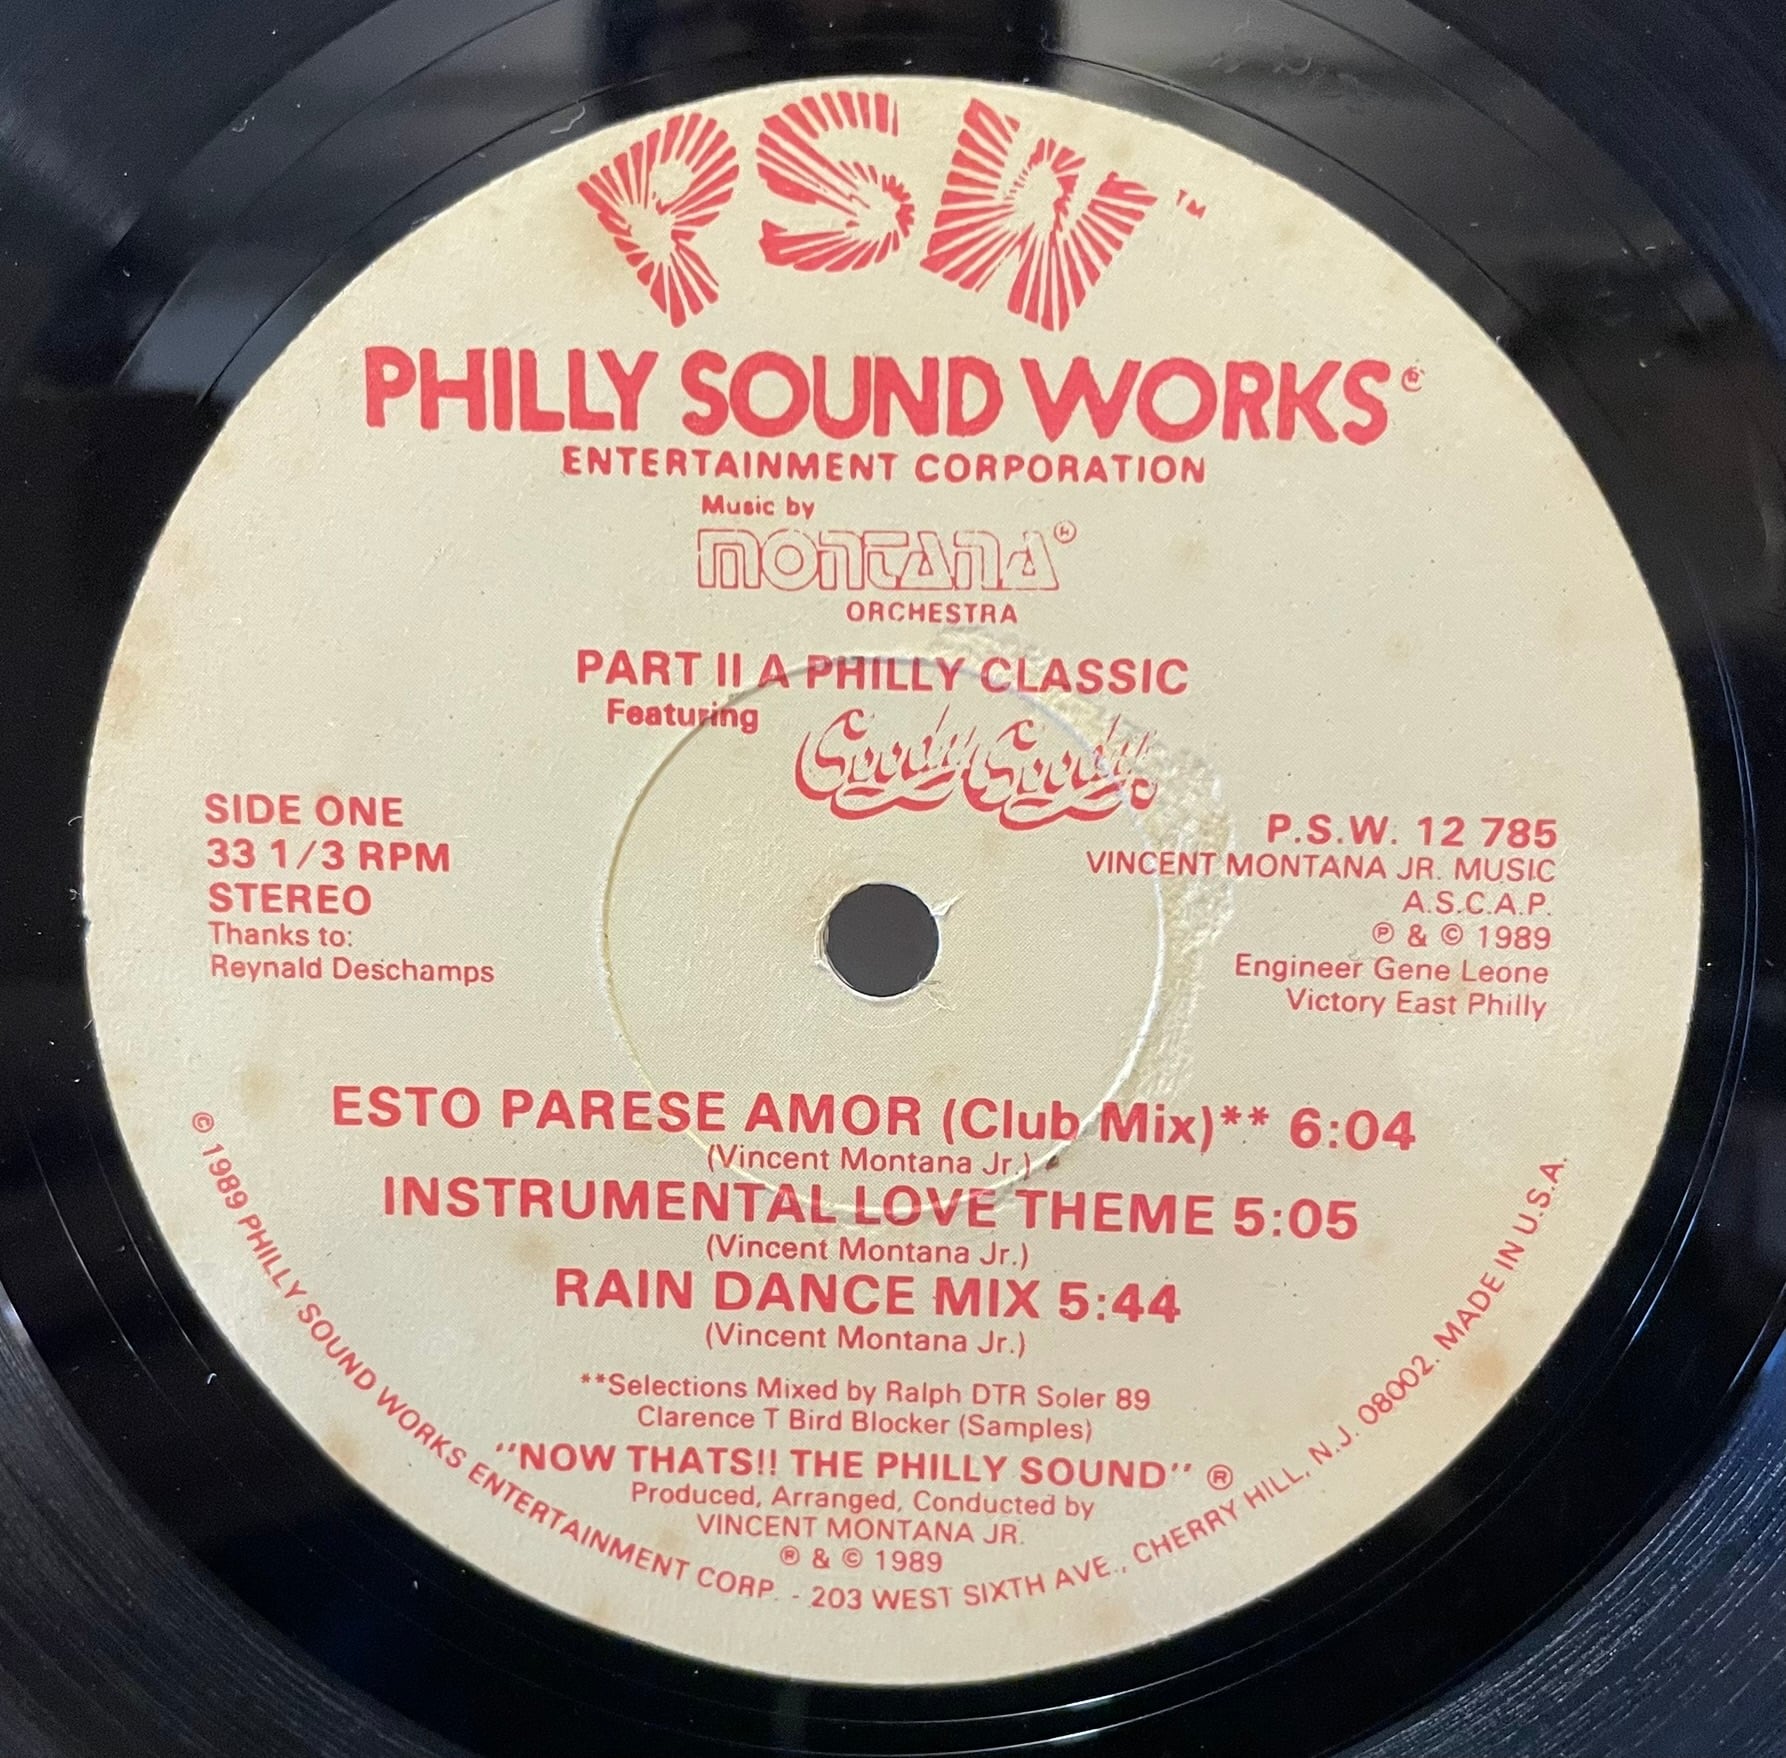 PSW™
PHILLY SOUND WORKS®
ENTERTAINMENT CORPORATION
Music by
MONTANA®
ORCHESTRA
PART II A PHILLY CLASSIC
Featuring Goody Goody
SIDE ONE
33 1/3 RPM
STEREO
Thanks to:
Reynald Deschamps
P.S.W. 12 785
VINCENT MONTANA JR. MUSIC
A.S.C.A.P.
℗ & © 1989
Engineer Gene Leone
Victory East Philly
ESTO PARESE AMOR (Club Mix)** 6:04
(Vincent Montana Jr.)
INSTRUMENTAL LOVE THEME 5:05
(Vincent Montana Jr.)
RAIN DANCE MIX 5:44
(Vincent Montana Jr.)
**Selections Mixed by Ralph DTR Soler 89
Clarence T Bird Blocker (Samples)
"NOW THATS!! THE PHILLY SOUND" ®
Produced, Arranged, Conducted by
VINCENT MONTANA JR.
® & © 1989
© 1989 PHILLY SOUND WORKS ENTERTAINMENT CORP. - 203 WEST SIXTH AVE., CHERRY HILL, N.J. 08002. MADE IN U.S.A.